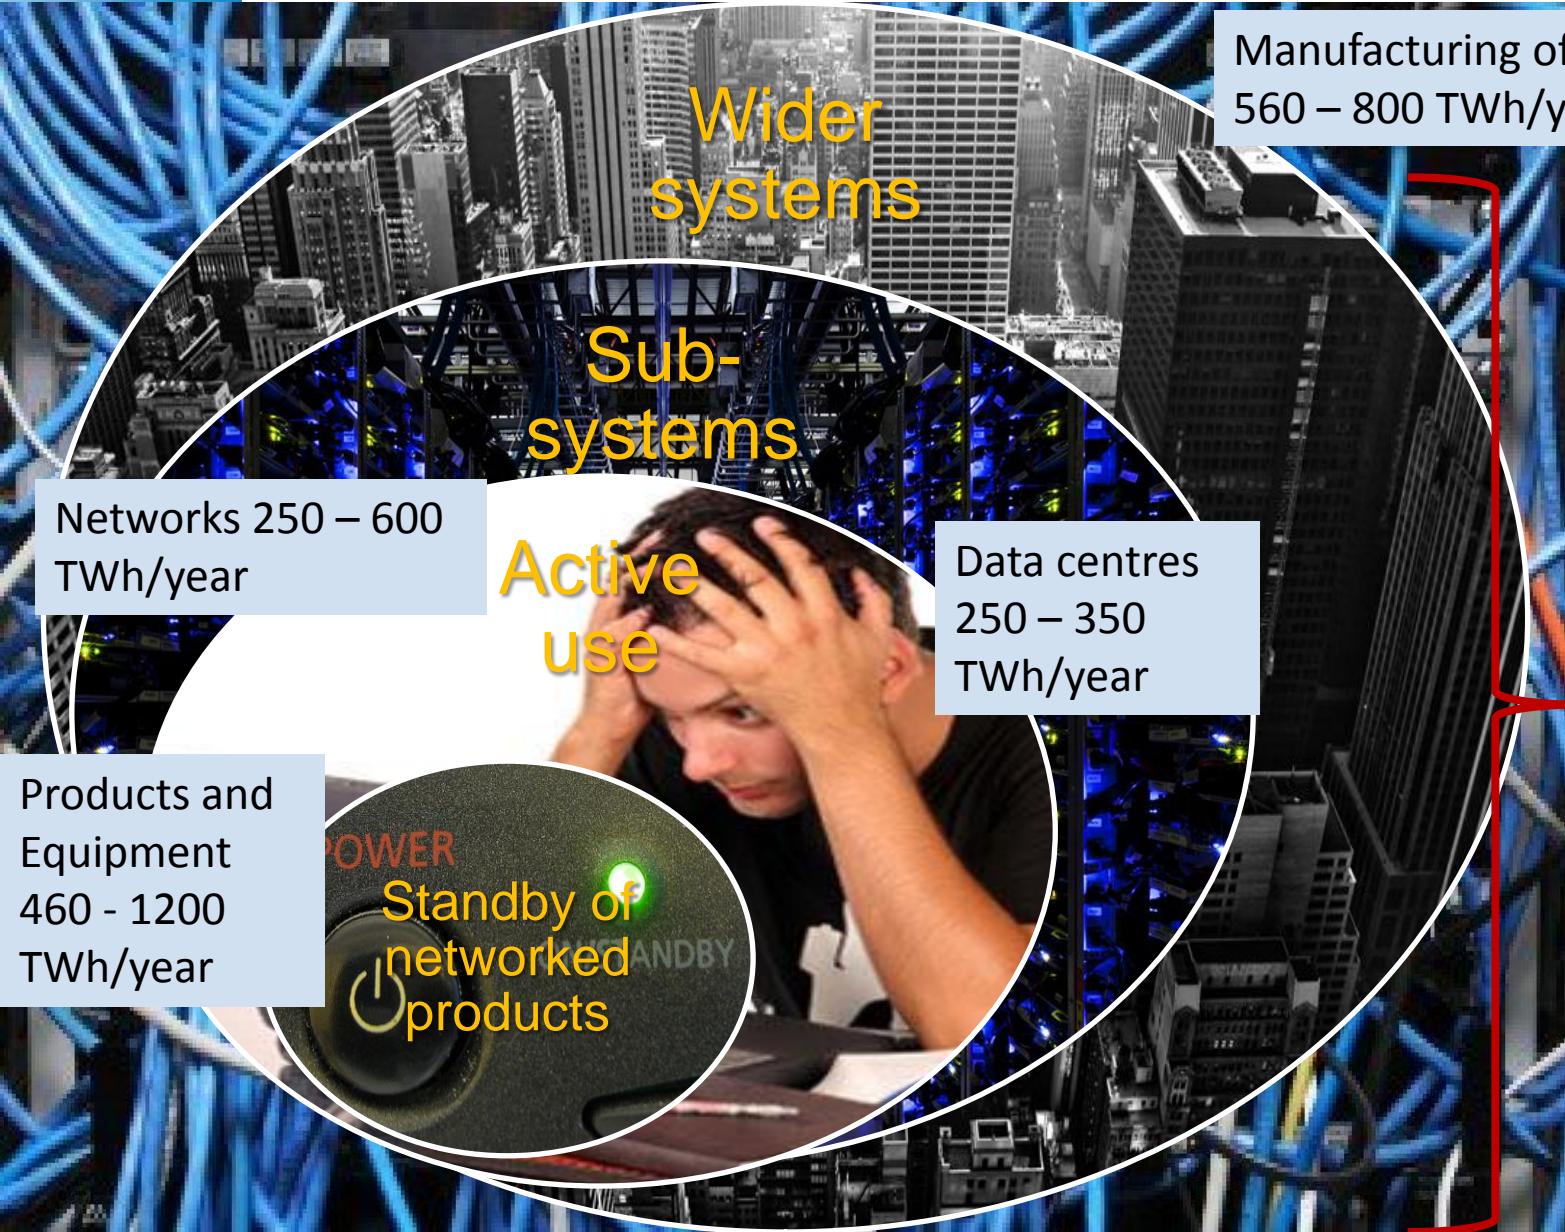 Wider
systems
Manufacturing of
560 – 800 TWh/y
Sub-
systems
Networks 250 – 600
TWh/year
Active
use
Data centres
250 – 350
TWh/year
Products and
Equipment
460 - 1200
TWh/year
POWER
Standby of
networked
products
ANDBY